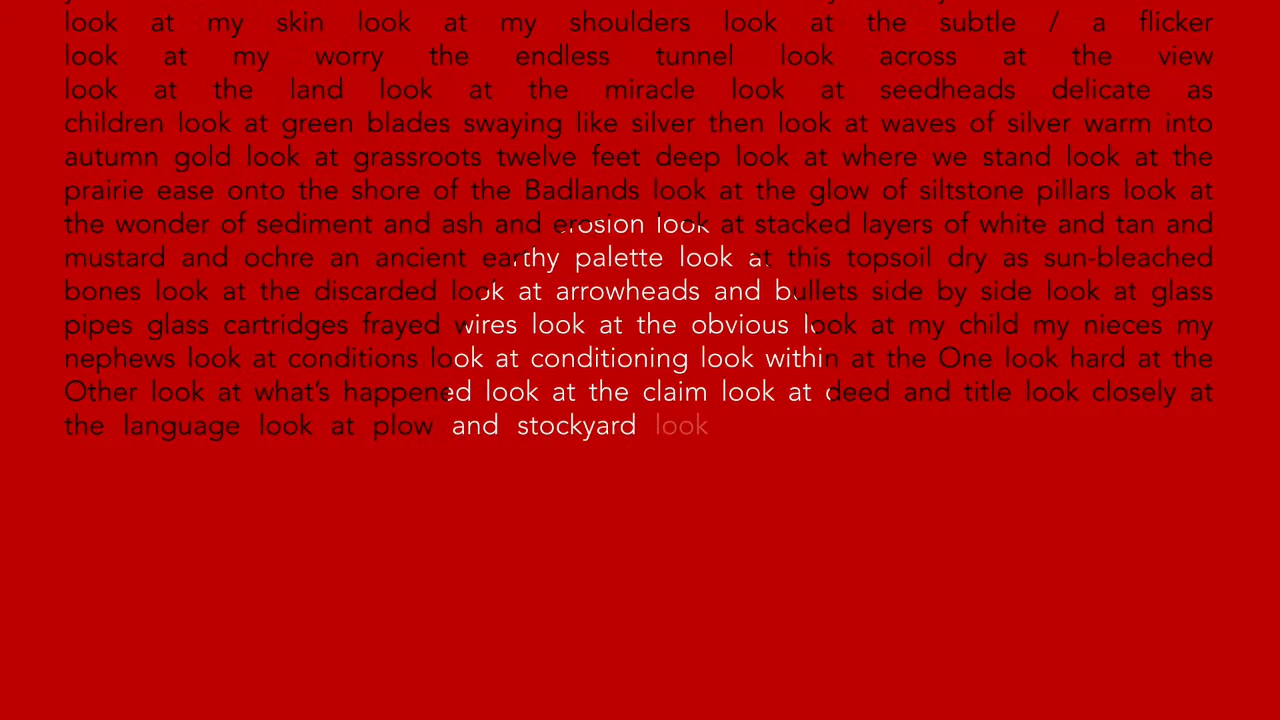 look at my skin look at my shoulders look at the subtle / a flicker
look at my worry the endless tunnel look across at the view
look at the land look at the miracle look at seedheads delicate as
children look at green blades swaying like silver then look at waves of silver warm into
autumn gold look at grassroots twelve feet deep look at where we stand look at the
prairie ease onto the shore of the Badlands look at the glow of siltstone pillars look at
the wonder of sediment and ash and erosion look at stacked layers of white and tan and
mustard and ochre an ancient earthy palette look at this topsoil dry as sun-bleached
bones look at the discarded look at arrowheads and bullets side by side look at glass
pipes glass cartridges frayed wires look at the obvious look at my child my nieces my
nephews look at conditions look at conditioning look within at the One look hard at the
Other look at what’s happened look at the claim look at deed and title look closely at
the language look at plow and stockyard look